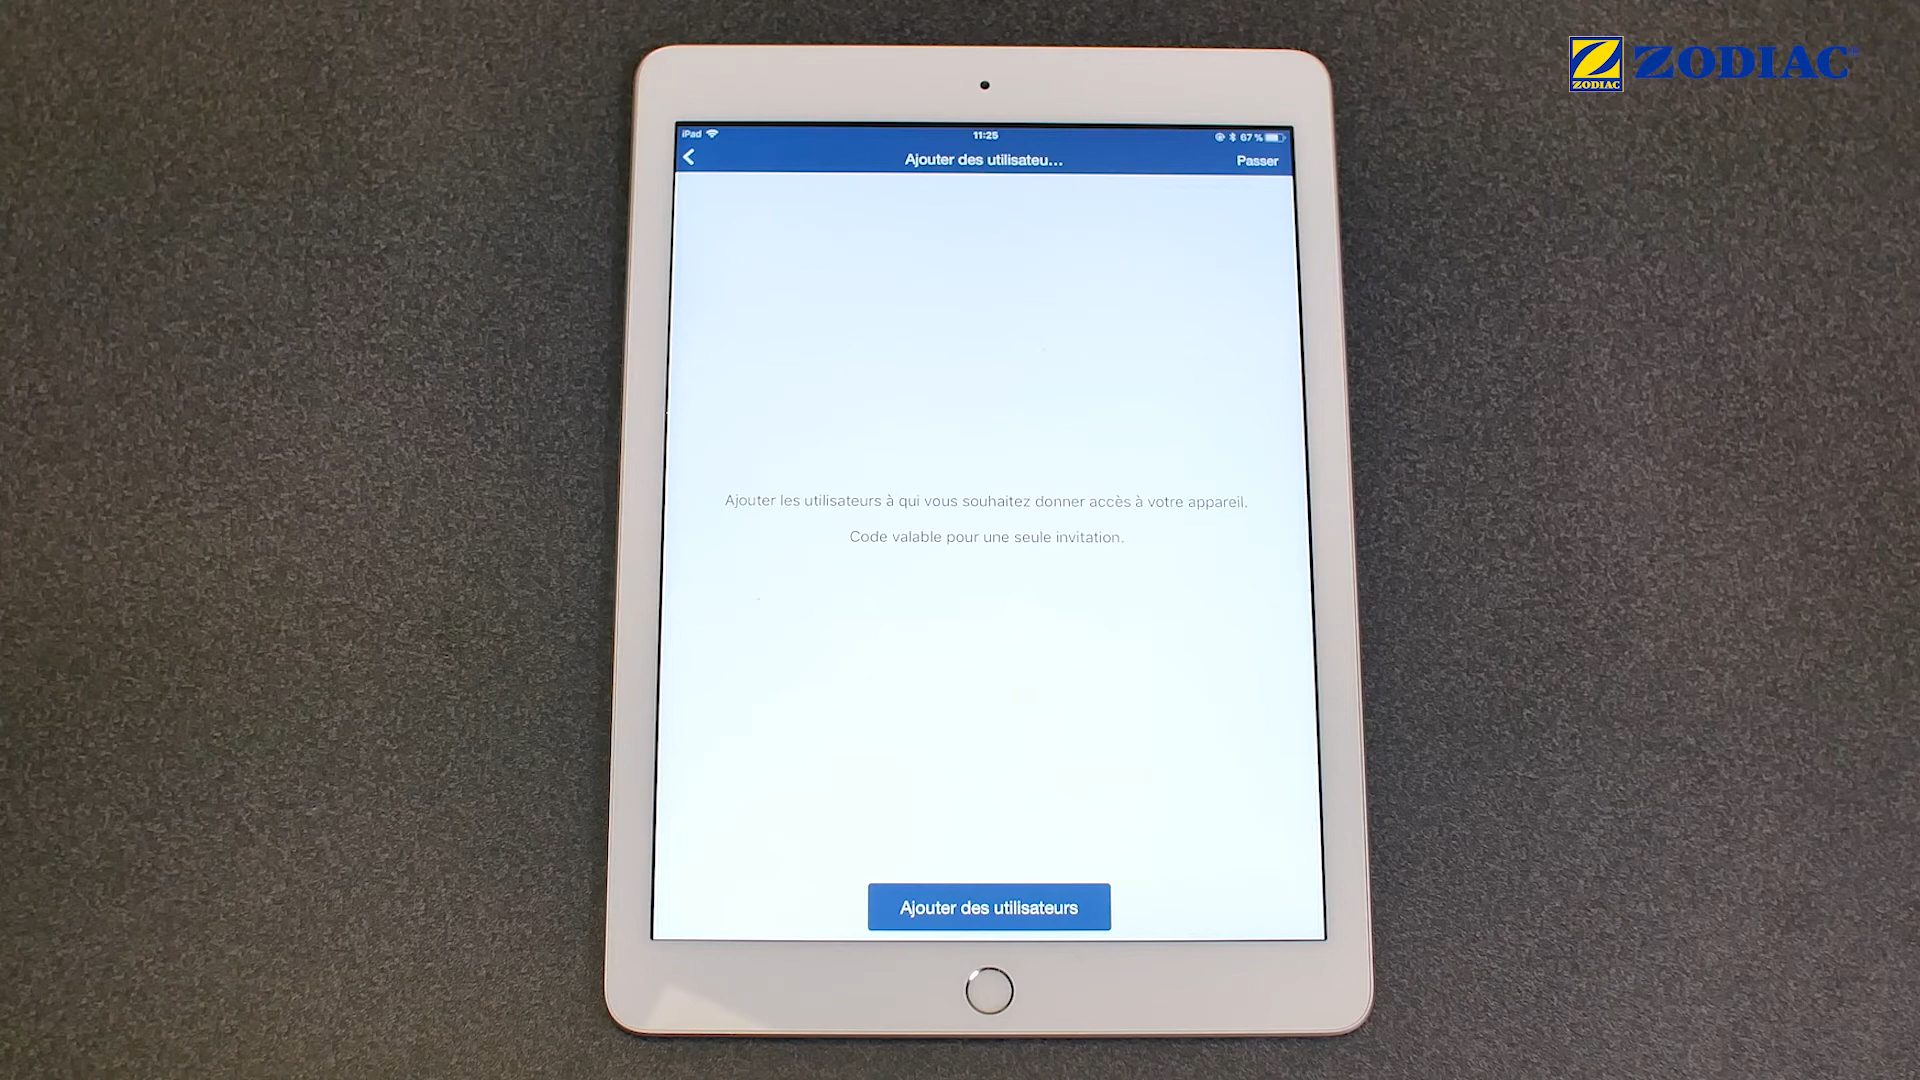 ZODIAC
ZODIAC
iPad
11:25
67 %
Ajouter des utilisateu...
Passer
Ajouter les utilisateurs à qui vous souhaitez donner accès à votre appareil.
Code valable pour une seule invitation.
Ajouter des utilisateurs